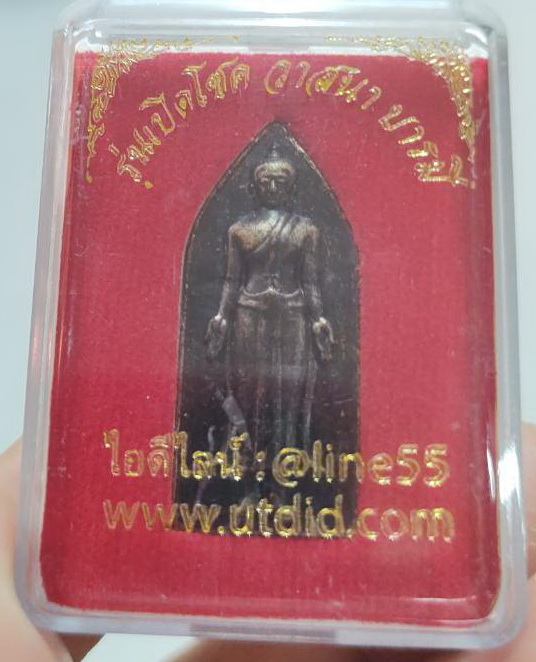 รุ่นเปิดโชค วาสนา บารมี
ไอดีไลน์ : @line55
www.utdid.com